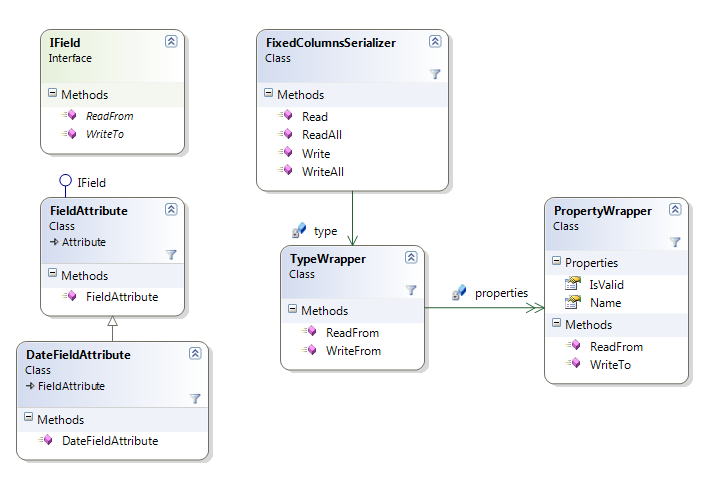 IField
Interface
Methods
ReadFrom
WriteTo
IField
FieldAttribute
Class
Attribute
Methods
FieldAttribute
DateFieldAttribute
Class
FieldAttribute
Methods
DateFieldAttribute
FixedColumnsSerializer
Class
Methods
Read
ReadAll
Write
WriteAll
type
TypeWrapper
Class
Methods
ReadFrom
WriteFrom
properties
PropertyWrapper
Class
Properties
IsValid
Name
Methods
ReadFrom
WriteTo